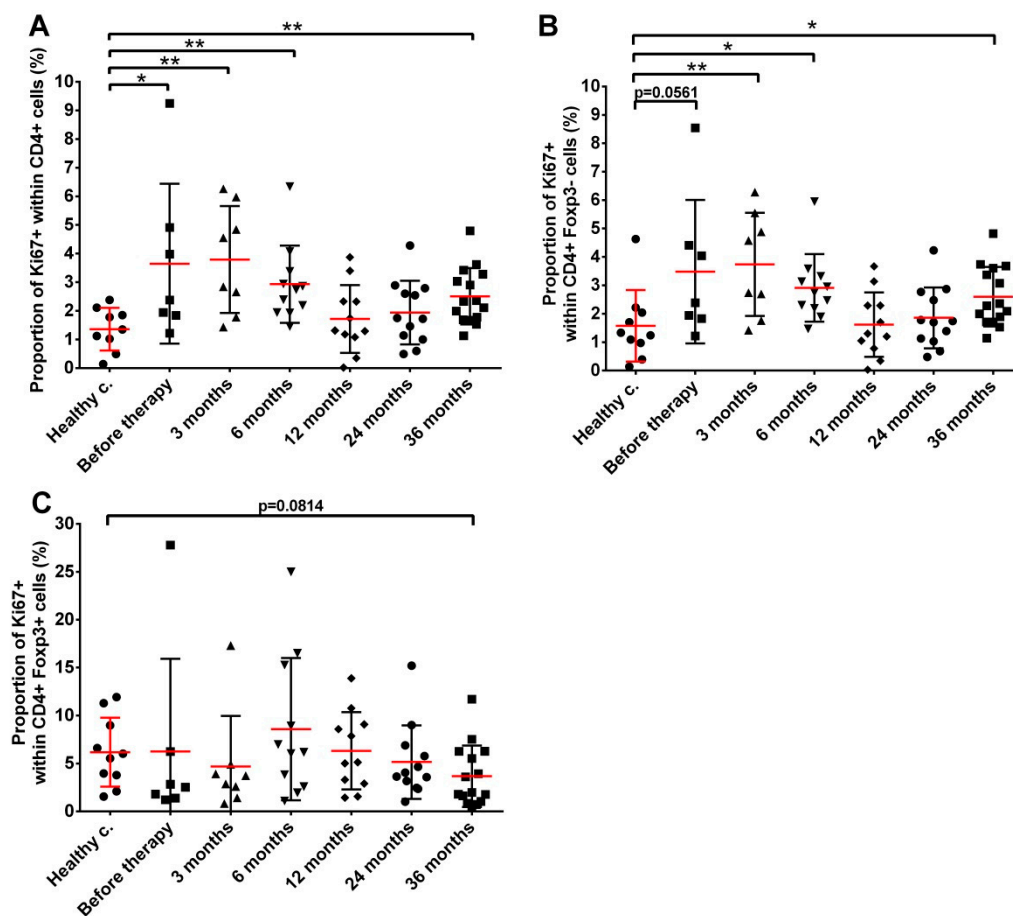 A
**
**
**
*
Proportion of Ki67+ within CD4+ cells (%)
10
9
8
7
6
5
4
3
2
1
0
Healthy c.
Before therapy
3 months
6 months
12 months
24 months
36 months
B
*
*
**
p=0.0561
Proportion of Ki67+
within CD4+ Foxp3- cells (%)
10
9
8
7
6
5
4
3
2
1
0
Healthy c.
Before therapy
3 months
6 months
12 months
24 months
36 months
C
p=0.0814
Proportion of Ki67+
within CD4+ Foxp3+ cells (%)
30
25
20
15
10
5
0
Healthy c.
Before therapy
3 months
6 months
12 months
24 months
36 months